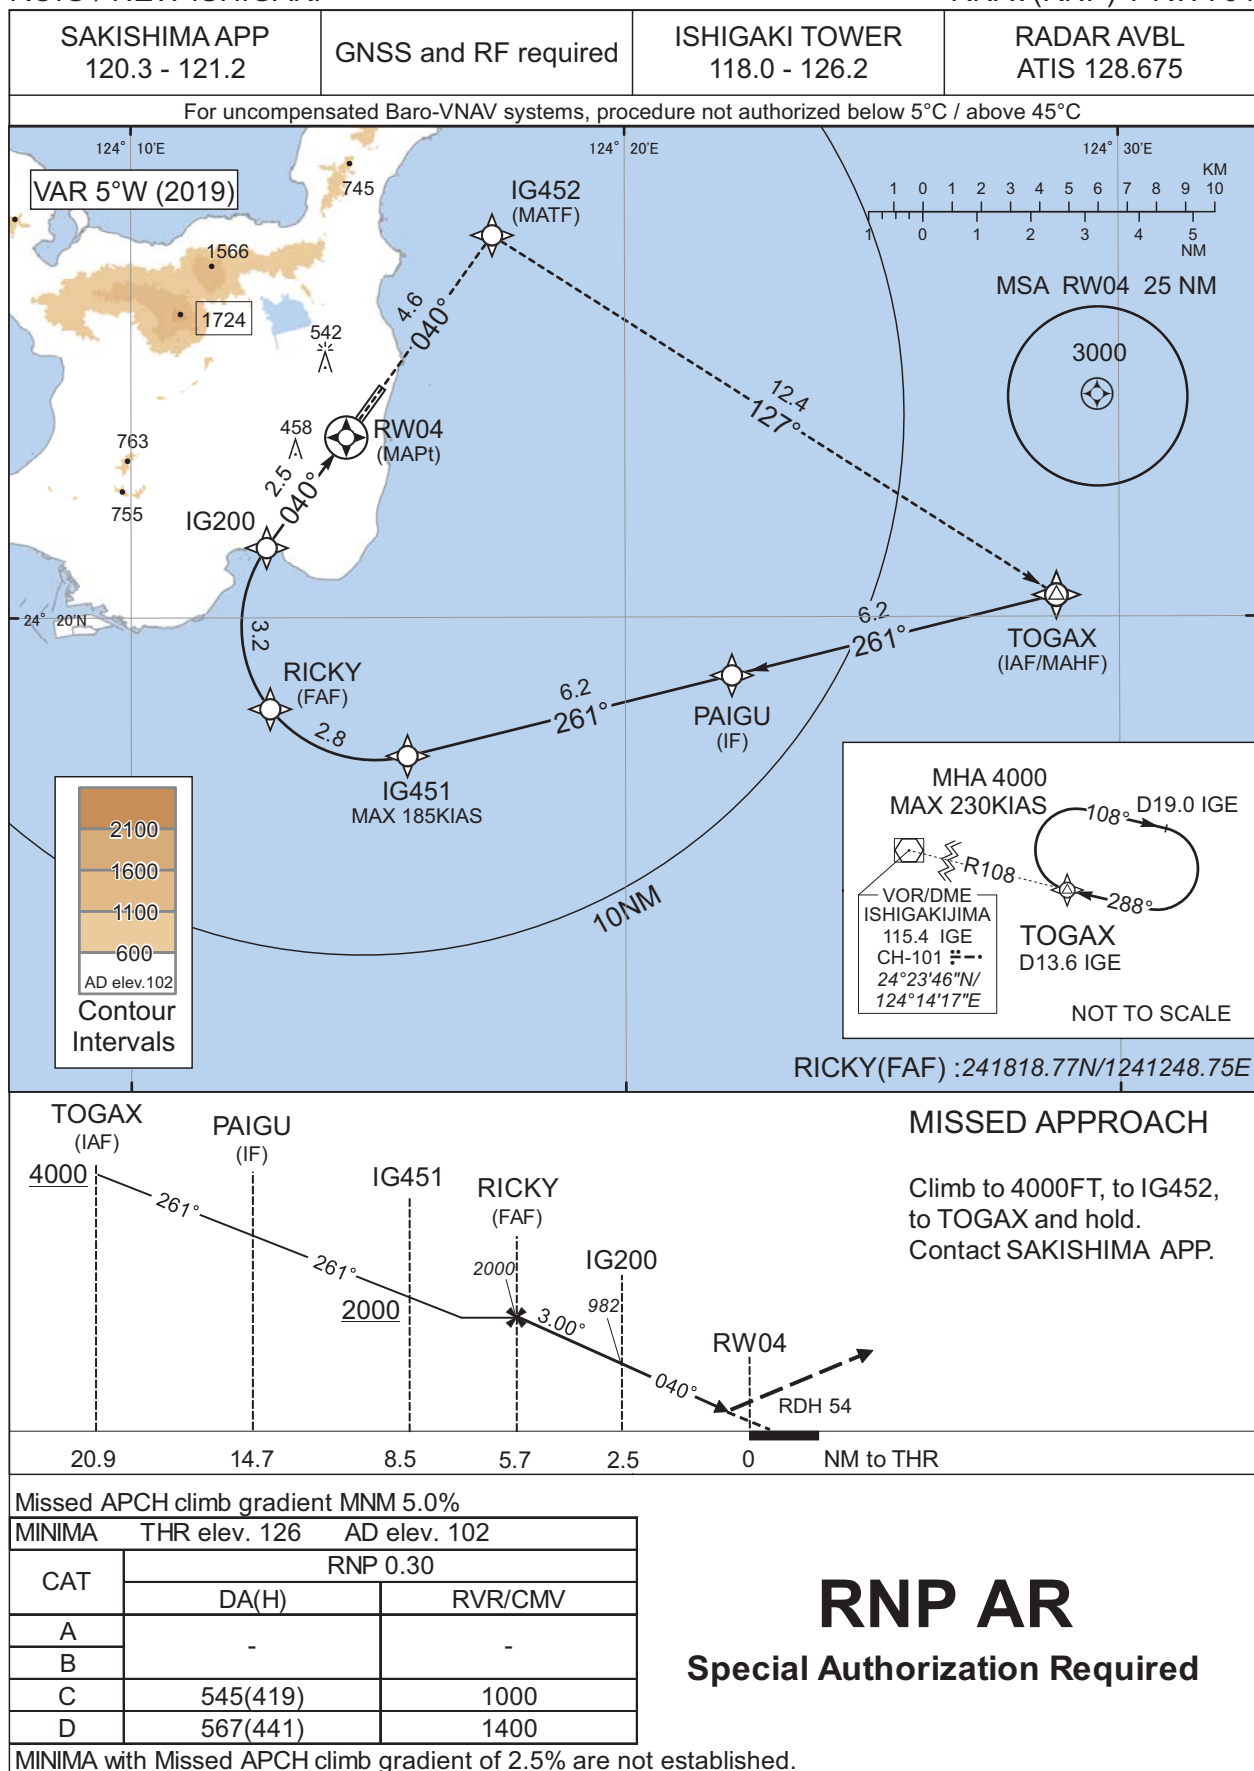 SAKISHIMA APP
120.3 - 121.2
GNSS and RF required
ISHIGAKI TOWER
118.0 - 126.2
RADAR AVBL
ATIS 128.675
For uncompensated Baro-VNAV systems, procedure not authorized below 5°C / above 45°C
124° 10'E
124° 20'E
124° 30'E
VAR 5°W (2019)
745
IG452
(MATF)
1 0 1 2 3 4 5 6 7 8 9 10
KM
1 0 1 2 3 4 5
NM
1566
1724
542
4.6
040°
MSA RW04 25 NM
3000
12.4
127°
763
755
458
RW04
(MAPt)
2.5
040°
IG200
24° 20'N
3.2
RICKY
(FAF)
2.8
6.2
261°
6.2
261°
TOGAX
(IAF/MAHF)
PAIGU
(IF)
IG451
MAX 185KIAS
2100
1600
1100
600
AD elev.102
Contour
Intervals
10NM
MHA 4000
MAX 230KIAS
108°
D19.0 IGE
R108
288°
VOR/DME
ISHIGAKIJIMA
115.4 IGE
CH-101
24°23'46"N/
124°14'17"E
TOGAX
D13.6 IGE
NOT TO SCALE
RICKY(FAF) :241818.77N/1241248.75E
TOGAX
(IAF)
PAIGU
(IF)
IG451
RICKY
(FAF)
IG200
RW04
4000
261°
261°
2000
2000
3.00°
982
040°
RDH 54
20.9
14.7
8.5
5.7
2.5
0
NM to THR
MISSED APPROACH
Climb to 4000FT, to IG452,
to TOGAX and hold.
Contact SAKISHIMA APP.
Missed APCH climb gradient MNM 5.0%
MINIMA THR elev. 126 AD elev. 102
CAT
RNP 0.30
DA(H) RVR/CMV
A
B
- -
C 545(419) 1000
D 567(441) 1400
MINIMA with Missed APCH climb gradient of 2.5% are not established.
RNP AR
Special Authorization Required